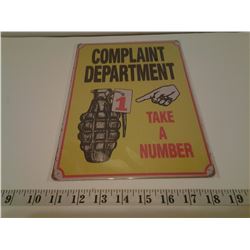 COMPLAINT
DEPARTMENT
1
TAKE
A
NUMBER
9 10 11 12 13 14 15 16 17 18 19